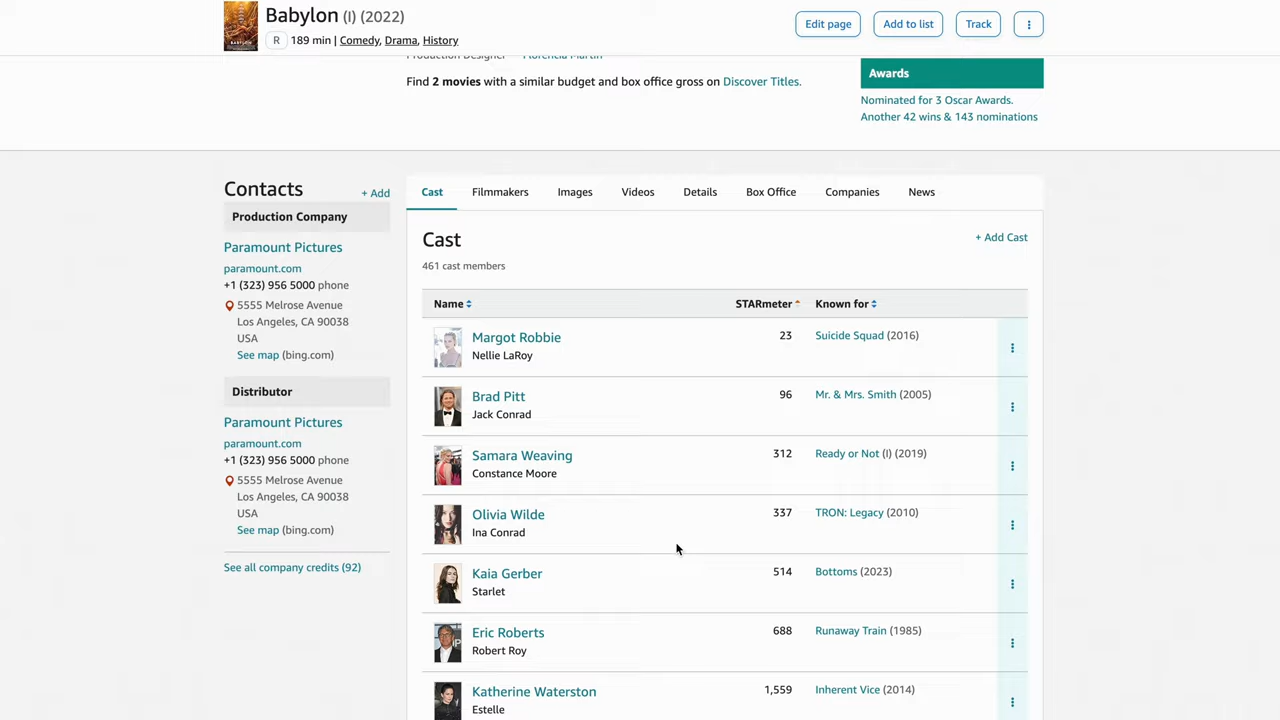 Babylon (I) (2022)
R 189 min | Comedy, Drama, History
Edit page
Add to list
Track
Production Designer Florencia Martin
Find 2 movies with a similar budget and box office gross on Discover Titles.
Awards
Nominated for 3 Oscar Awards.
Another 42 wins & 143 nominations
Contacts
+ Add
Production Company
Paramount Pictures
paramount.com
+1 (323) 956 5000 phone
5555 Melrose Avenue
Los Angeles, CA 90038
USA
See map (bing.com)
Distributor
Paramount Pictures
paramount.com
+1 (323) 956 5000 phone
5555 Melrose Avenue
Los Angeles, CA 90038
USA
See map (bing.com)
See all company credits (92)
Cast Filmmakers Images Videos Details Box Office Companies News
Cast
+ Add Cast
461 cast members
Name STARmeter Known for
Margot Robbie 23 Suicide Squad (2016)
Nellie LaRoy
Brad Pitt 96 Mr. & Mrs. Smith (2005)
Jack Conrad
Samara Weaving 312 Ready or Not (I) (2019)
Constance Moore
Olivia Wilde 337 TRON: Legacy (2010)
Ina Conrad
Kaia Gerber 514 Bottoms (2023)
Starlet
Eric Roberts 688 Runaway Train (1985)
Robert Roy
Katherine Waterston 1,559 Inherent Vice (2014)
Estelle